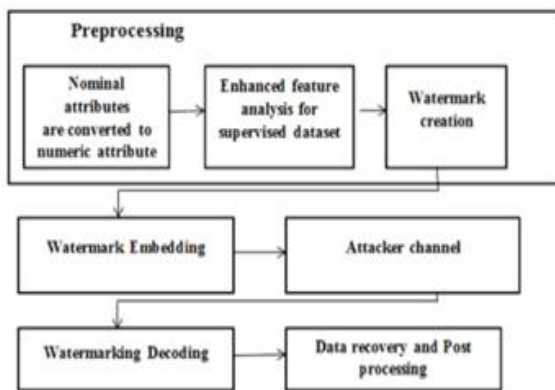 Preprocessing
Nominal
attributes
are converted to
numeric attribute
Enhanced feature
analysis for
supervised dataset
Watermark
creation
Watermark Embedding
Attacker channel
Watermarking Decoding
Data recovery and Post
processing